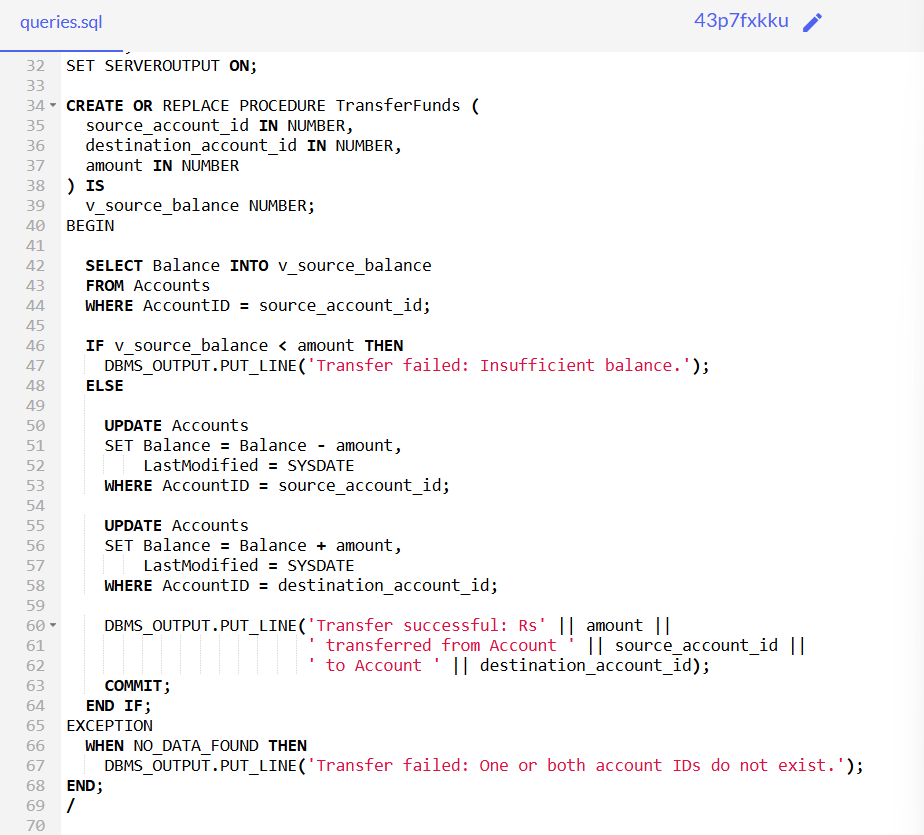 queries.sql
43p7fxkku
32 SET SERVEROUTPUT ON;
33
34 CREATE OR REPLACE PROCEDURE TransferFunds (
35   source_account_id IN NUMBER,
36   destination_account_id IN NUMBER,
37   amount IN NUMBER
38 ) IS
39   v_source_balance NUMBER;
40 BEGIN
41
42   SELECT Balance INTO v_source_balance
43   FROM Accounts
44   WHERE AccountID = source_account_id;
45
46   IF v_source_balance < amount THEN
47     DBMS_OUTPUT.PUT_LINE('Transfer failed: Insufficient balance.');
48   ELSE
49
50     UPDATE Accounts
51     SET Balance = Balance - amount,
52         LastModified = SYSDATE
53     WHERE AccountID = source_account_id;
54
55     UPDATE Accounts
56     SET Balance = Balance + amount,
57         LastModified = SYSDATE
58     WHERE AccountID = destination_account_id;
59
60     DBMS_OUTPUT.PUT_LINE('Transfer successful: Rs' || amount ||
61                          ' transferred from Account ' || source_account_id ||
62                          ' to Account ' || destination_account_id);
63     COMMIT;
64   END IF;
65 EXCEPTION
66   WHEN NO_DATA_FOUND THEN
67     DBMS_OUTPUT.PUT_LINE('Transfer failed: One or both account IDs do not exist.');
68 END;
69 /
70